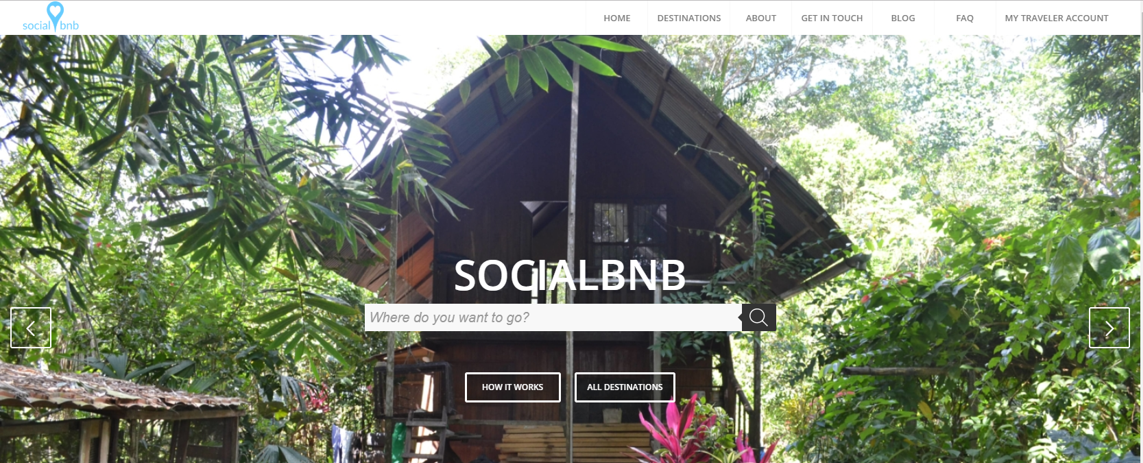 social bnb
HOME DESTINATIONS ABOUT GET IN TOUCH BLOG FAQ MY TRAVELER ACCOUNT
SOCIALBNB
Where do you want to go?
HOW IT WORKS ALL DESTINATIONS